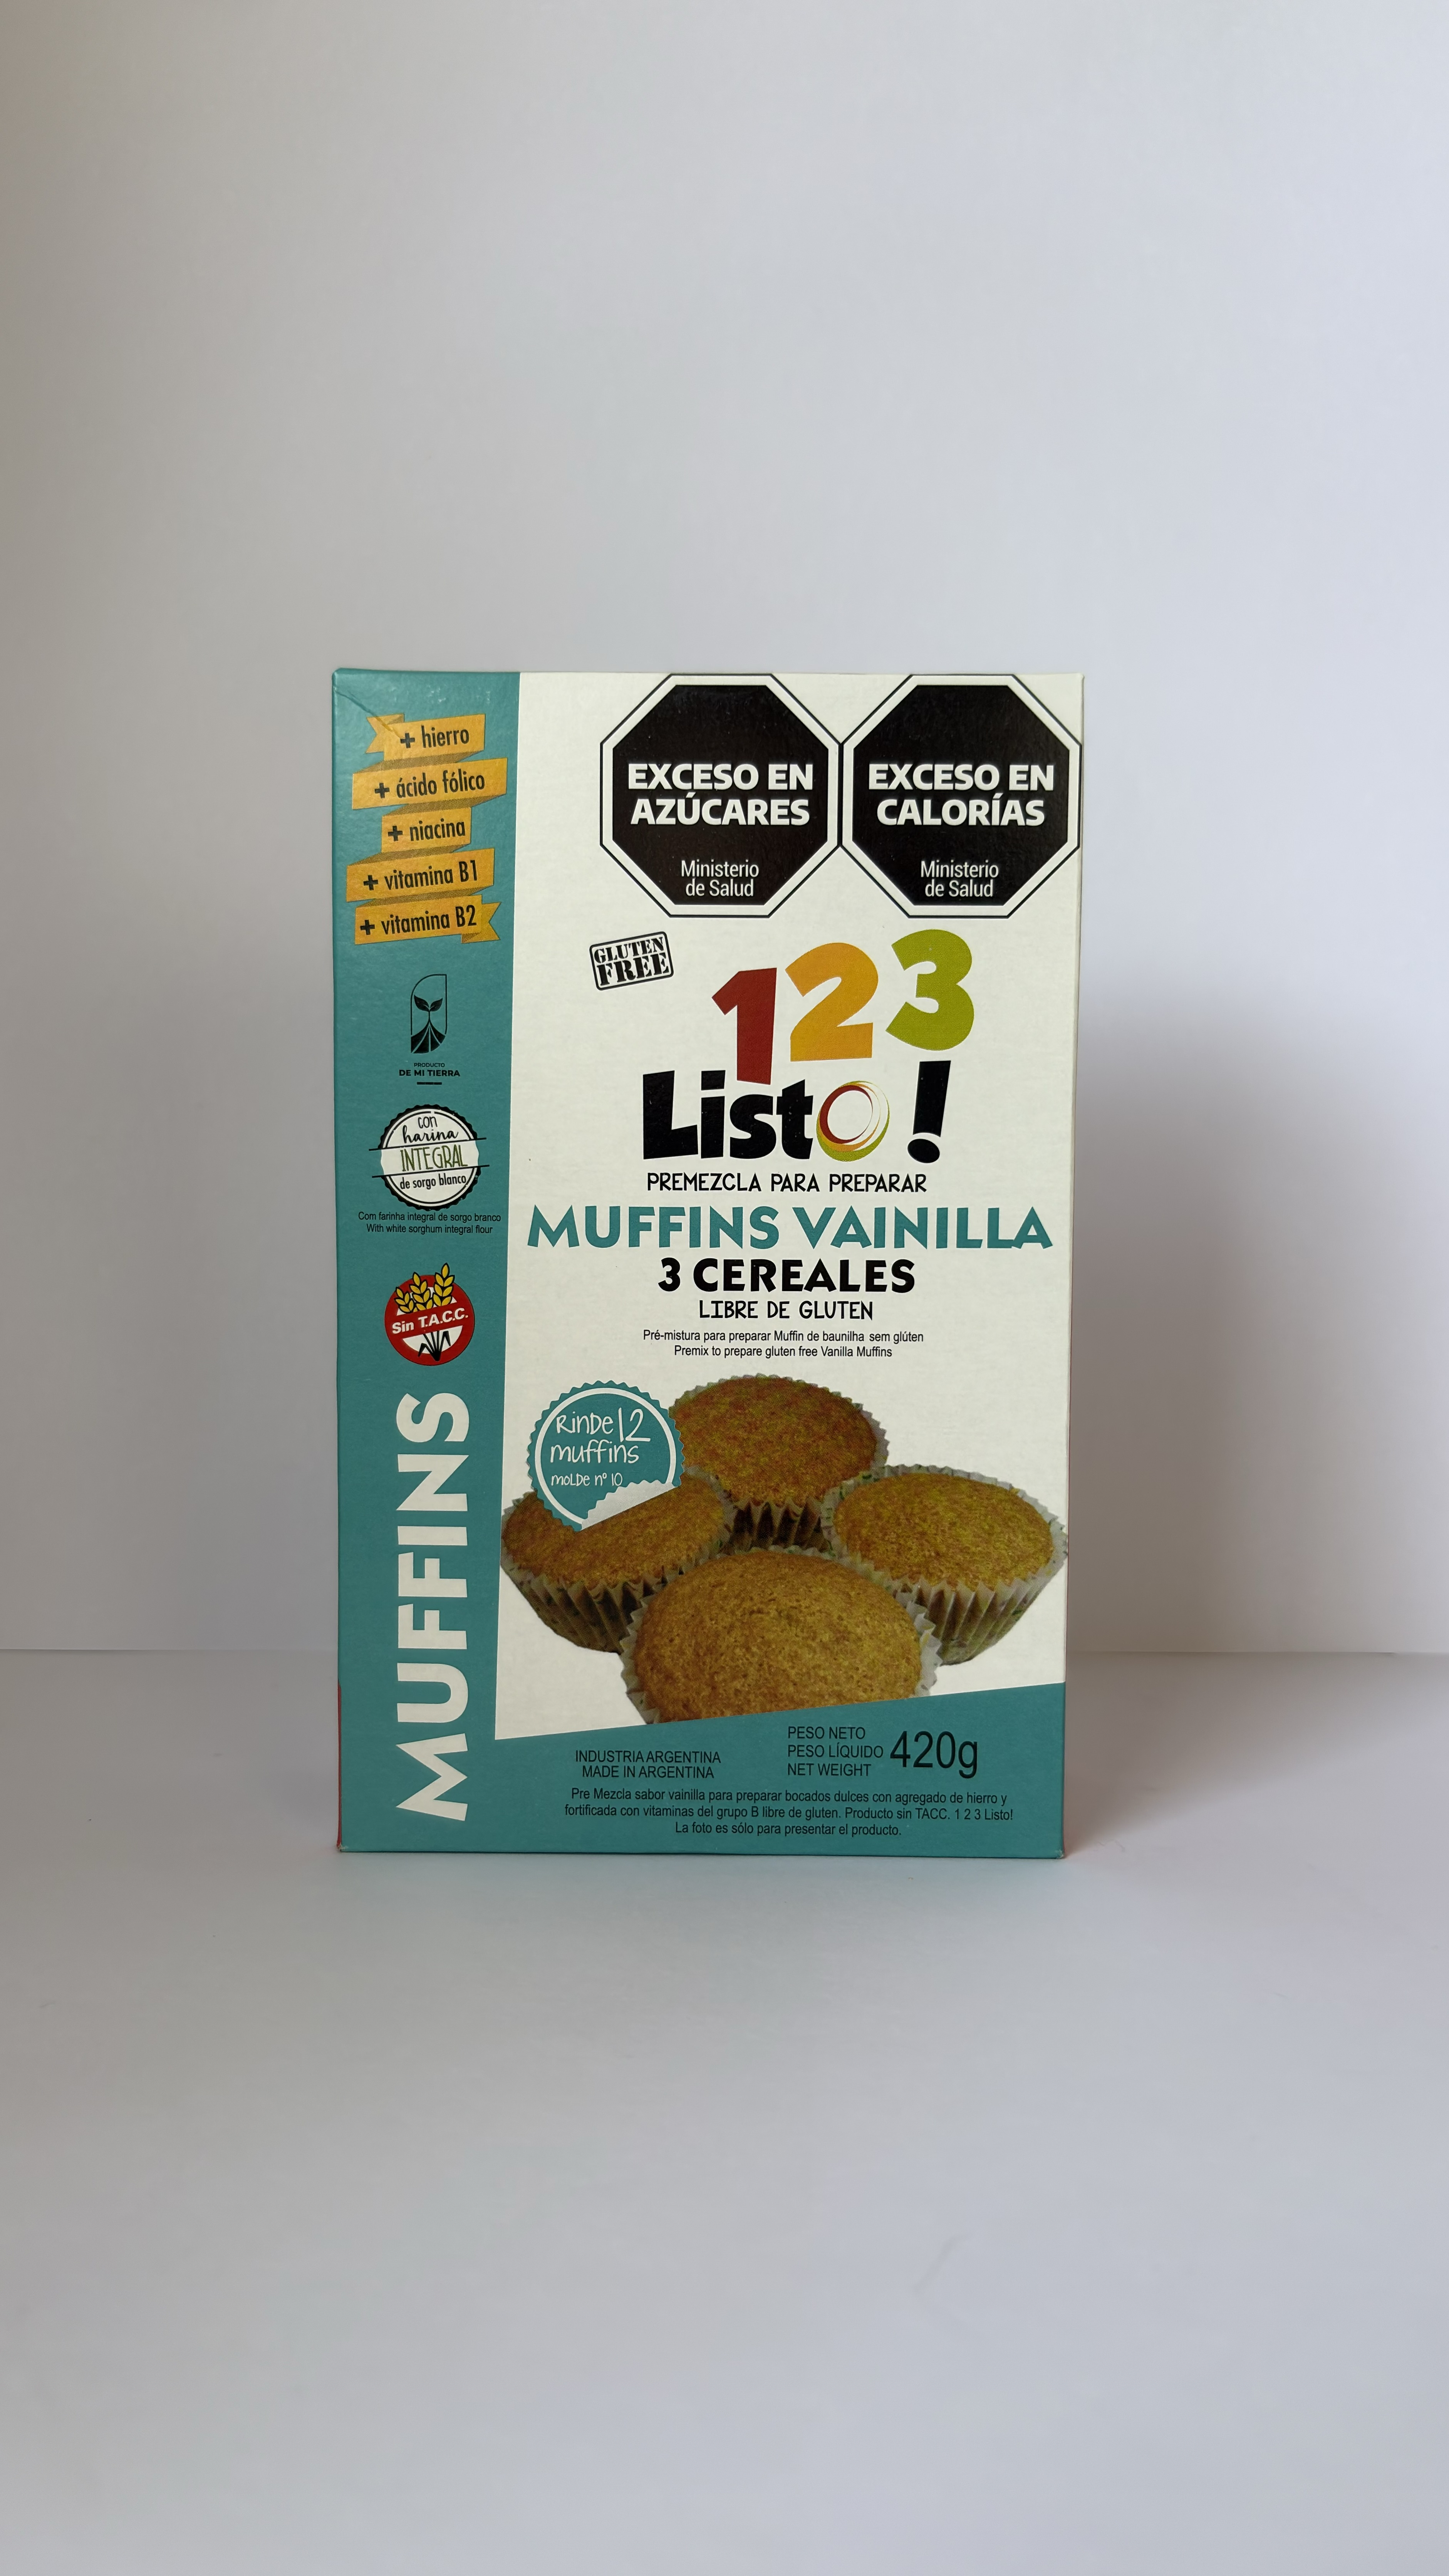 + hierro
+ ácido fólico
+ niacina
+ vitamina B1
+ vitamina B2
PRODUCTO
DE MI TIERRA
con
harina
INTEGRAL
de sorgo blanco
Com farinha integral de sorgo branco
With white sorghum integral flour
Sin T.A.C.C.
MUFFINS
EXCESO EN
AZÚCARES
Ministerio
de Salud
EXCESO EN
CALORÍAS
Ministerio
de Salud
GLUTEN
FREE
123
Listo!
PREMEZCLA PARA PREPARAR
MUFFINS VAINILLA
3 CEREALES
LIBRE DE GLUTEN
Pré-mistura para preparar Muffin de baunilha sem glúten
Premix to prepare gluten free Vanilla Muffins
Rinde 12
muffins
molde nº 10
INDUSTRIA ARGENTINA
MADE IN ARGENTINA
PESO NETO
PESO LÍQUIDO
NET WEIGHT
420g
Pre Mezcla sabor vainilla para preparar bocados dulces con agregado de hierro y
fortificada con vitaminas del grupo B libre de gluten. Producto sin TACC. 1 2 3 Listo!
La foto es sólo para presentar el producto.